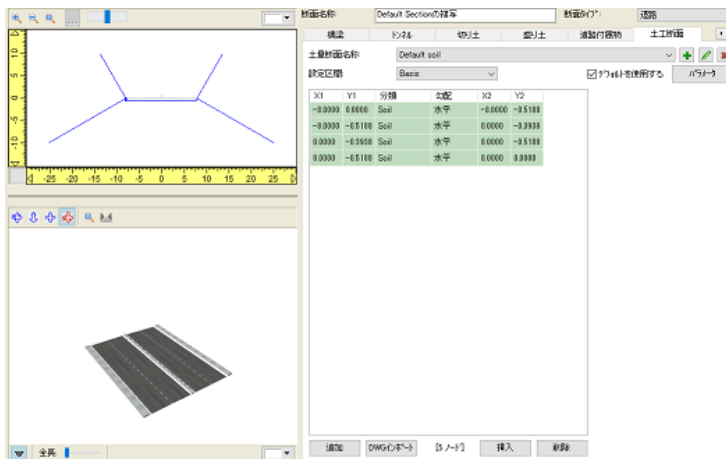 断面名称: Default Sectionの複写 断面タイプ: 道路
橋梁 トンネル 切り土 盛り土 道路付属物 土工断面
土量断面名称: Default soil
設定区間: Basis デフォルトを使用する パラメータ
X1 Y1 分類 勾配 X2 Y2
-8.0000 0.0000 Soil 水平 -8.0000 -0.5188
-8.0000 -0.5188 Soil 水平 0.0000 -0.3938
0.0000 -0.3938 Soil 水平 8.0000 -0.5188
8.0000 -0.5188 Soil 水平 8.0000 0.0000
15
10
5
0
-5
-10
-25 -20 -15 -10 -5 0 5 10 15 20 25
全長
追加 DWGインポート [5 ノード] 挿入 削除